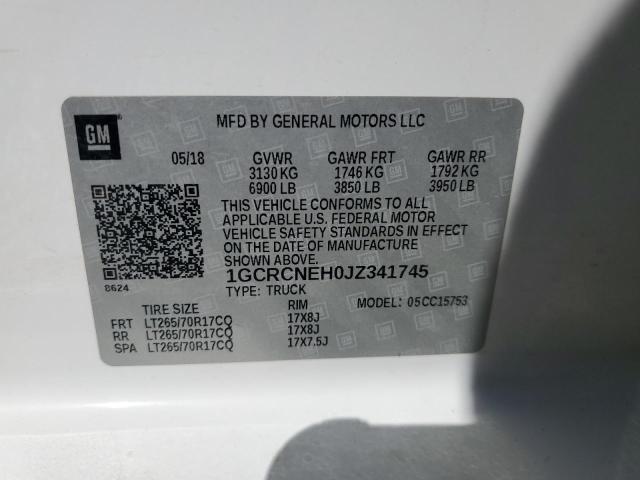 GM
MFD BY GENERAL MOTORS LLC
05/18 GVWR GAWR FRT GAWR RR
3130 KG 1746 KG 1792 KG
6900 LB 3850 LB 3950 LB
THIS VEHICLE CONFORMS TO ALL
APPLICABLE U.S. FEDERAL MOTOR
VEHICLE SAFETY STANDARDS IN EFFECT
ON THE DATE OF MANUFACTURE
SHOWN ABOVE.
1GCRCNEH0JZ341745
8624
TYPE: TRUCK MODEL: 05CC15753
TIRE SIZE RIM
FRT LT265/70R17CQ 17X8J
RR LT265/70R17CQ 17X8J
SPA LT265/70R17CQ 17X7.5J